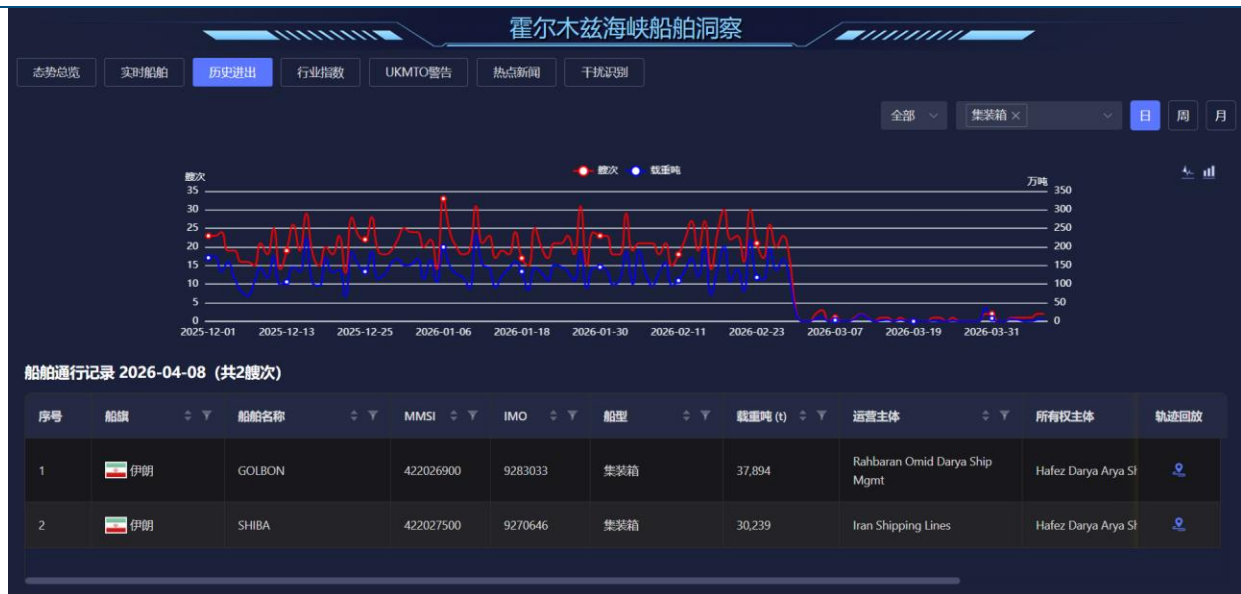 霍尔木兹海峡船舶洞察
志势总览 实时船舶 历史进出 行业指数 UKMTO警告 热点新闻 干扰识别
全部 集装箱 × 日 周 月
艘次 载重吨
艘次 万吨
35 350
30 300
25 250
20 200
15 150
10 100
5 50
0 0
2025-12-01 2025-12-13 2025-12-25 2026-01-06 2026-01-18 2026-01-30 2026-02-11 2026-02-23 2026-03-07 2026-03-19 2026-03-31
船舶通行记录 2026-04-08（共2艘次）
序号 船旗 船舶名称 MMSI IMO 船型 载重吨 (t) 运营主体 所有权主体 轨迹回放
1 伊朗 GOLBON 422026900 9283033 集装箱 37,894 Rahbaran Omid Darya Ship Mgmt Hafez Darya Arya Sh
2 伊朗 SHIBA 422027500 9270646 集装箱 30,239 Iran Shipping Lines Hafez Darya Arya Sh